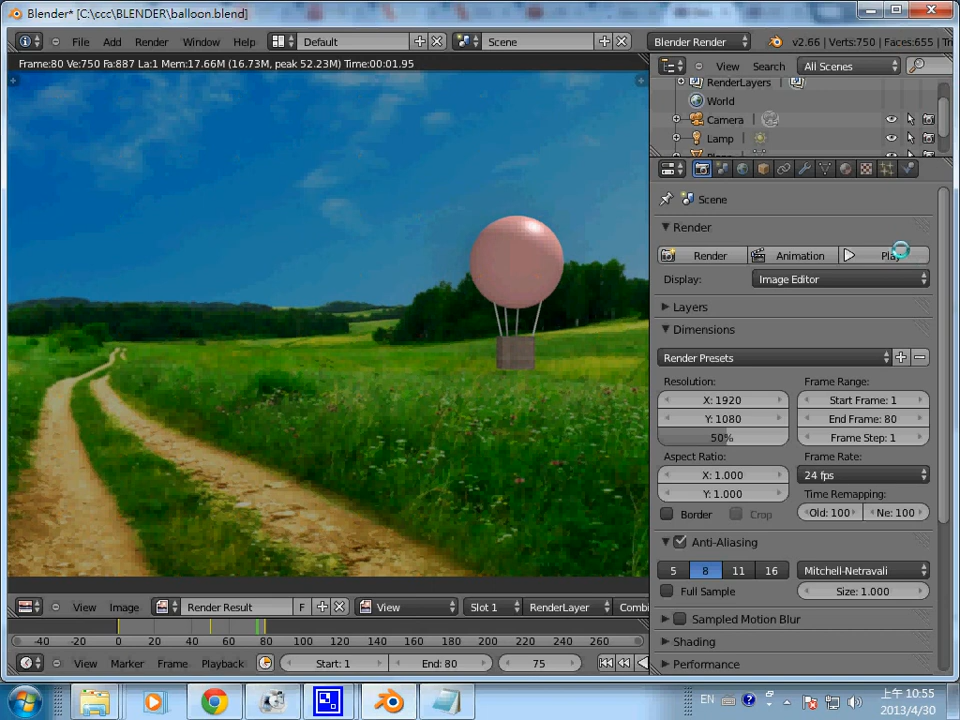 Blender* [C:\ccc\BLENDER\balloon.blend]
File Add Render Window Help Default Scene Blender Render v2.66 | Verts:750 | Faces:655 | Tri
Frame:80 Ve:750 Fa:887 La:1 Mem:17.66M (16.73M, peak 52.23M) Time:00:01.95
View Search All Scenes
RenderLayers
World
Camera
Lamp
Scene
Render
Render Animation Play
Display: Image Editor
Layers
Dimensions
Render Presets
Resolution: Frame Range:
X: 1920 Start Frame: 1
Y: 1080 End Frame: 80
50% Frame Step: 1
Aspect Ratio: Frame Rate:
X: 1.000 24 fps
Y: 1.000 Time Remapping:
Border Crop Old: 100 Ne: 100
Anti-Aliasing
5 8 11 16 Mitchell-Netravali
Full Sample Size: 1.000
Sampled Motion Blur
Shading
Performance
View Image Render Result F View Slot 1 RenderLayer Combi
-40 -20 0 20 40 60 80 100 120 140 160 180 200 220 240 260
View Marker Frame Playback Start: 1 End: 80 75
EN
上午 10:55
2013/4/30